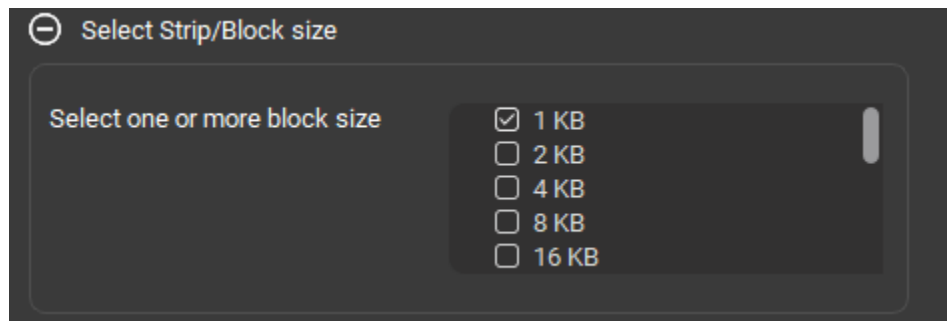 Select Strip/Block size
Select one or more block size
1 KB
2 KB
4 KB
8 KB
16 KB